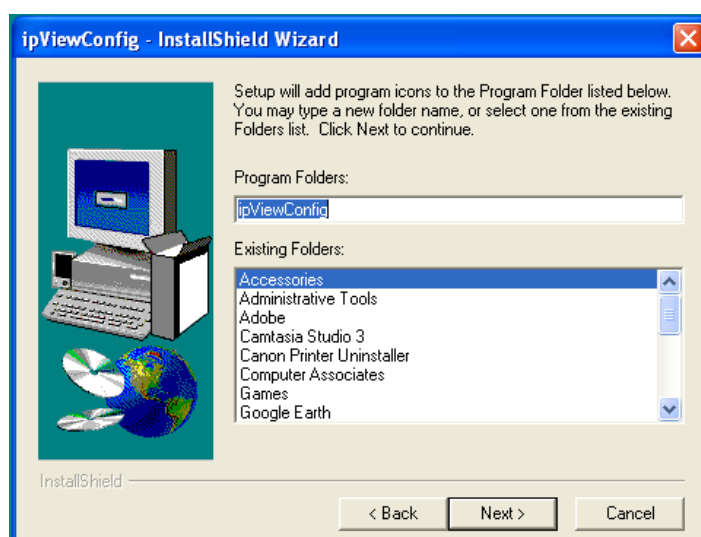 ipViewConfig - InstallShield Wizard
Setup will add program icons to the Program Folder listed below.
You may type a new folder name, or select one from the existing
Folders list. Click Next to continue.
Program Folders:
ipViewConfig
Existing Folders:
Accessories
Administrative Tools
Adobe
Camtasia Studio 3
Canon Printer Uninstaller
Computer Associates
Games
Google Earth
InstallShield
< Back Next > Cancel